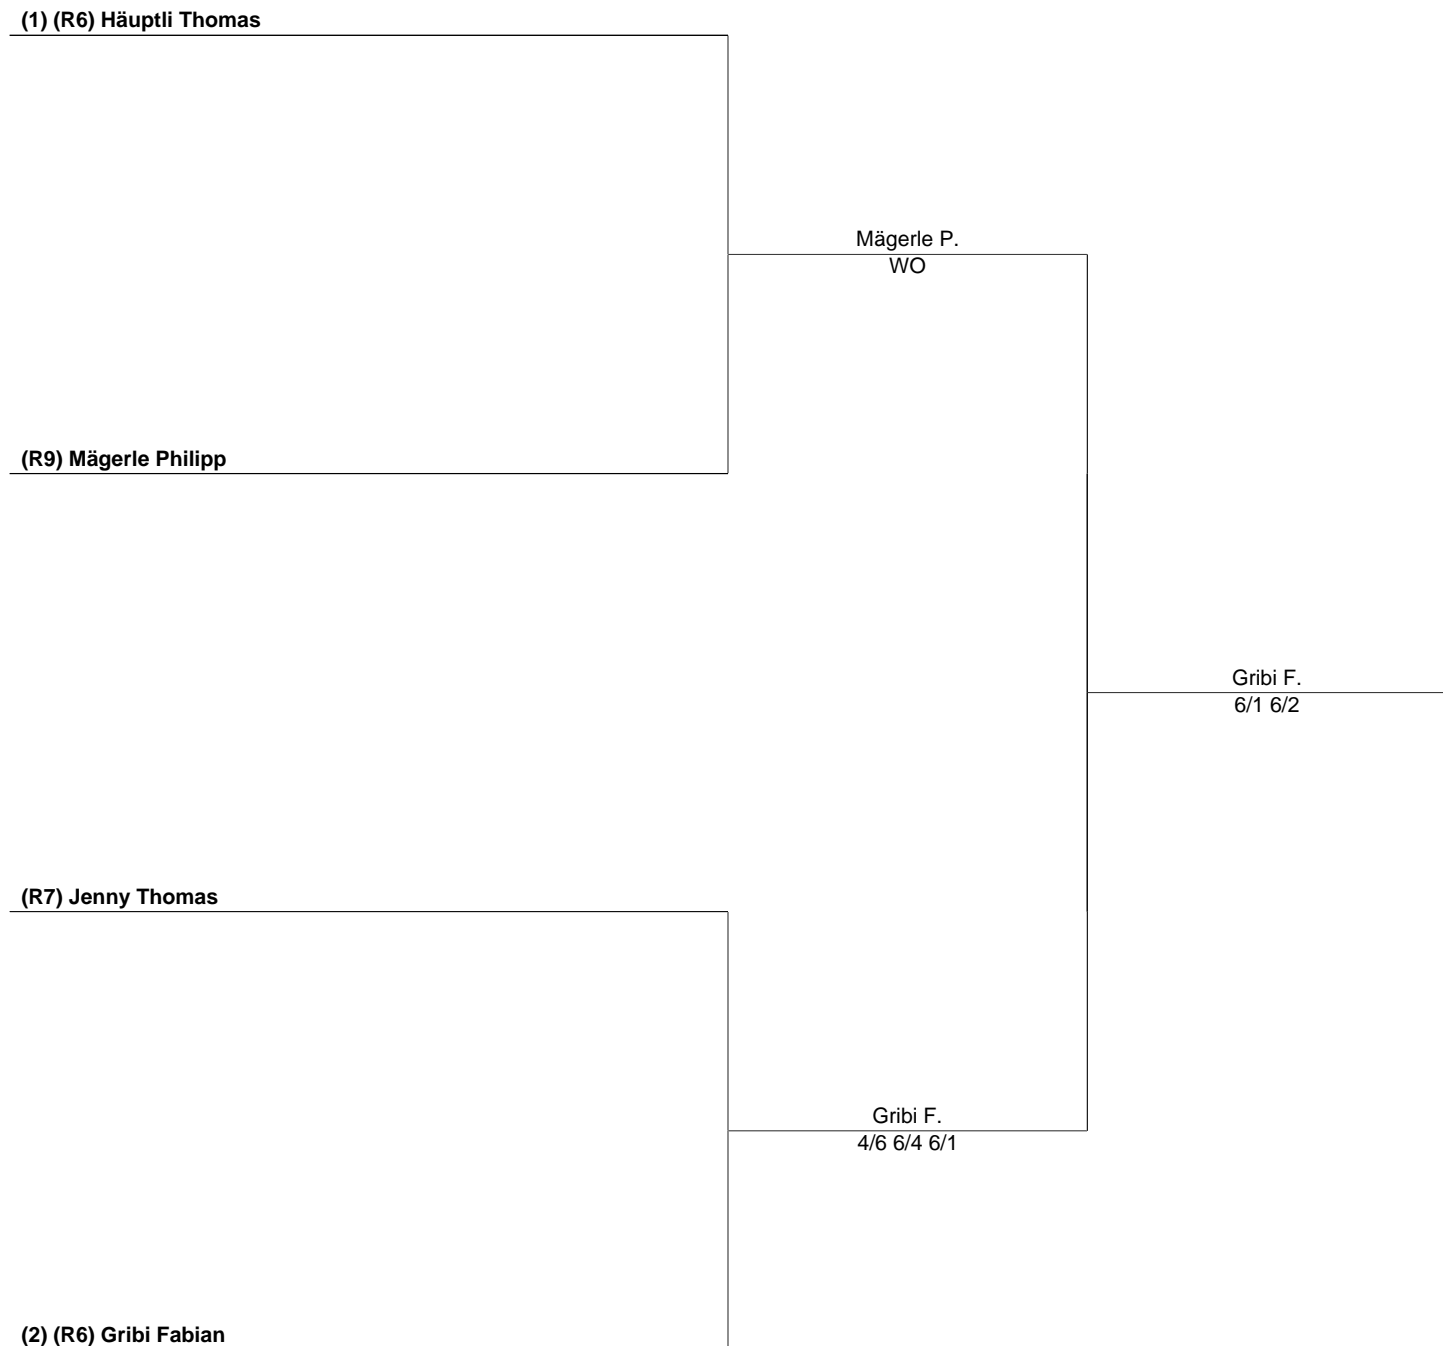 (1) (R6) Häuptli Thomas
Mägerle P.
WO
(R9) Mägerle Philipp
Gribi F.
6/1 6/2
(R7) Jenny Thomas
Gribi F.
4/6 6/4 6/1
(2) (R6) Gribi Fabian